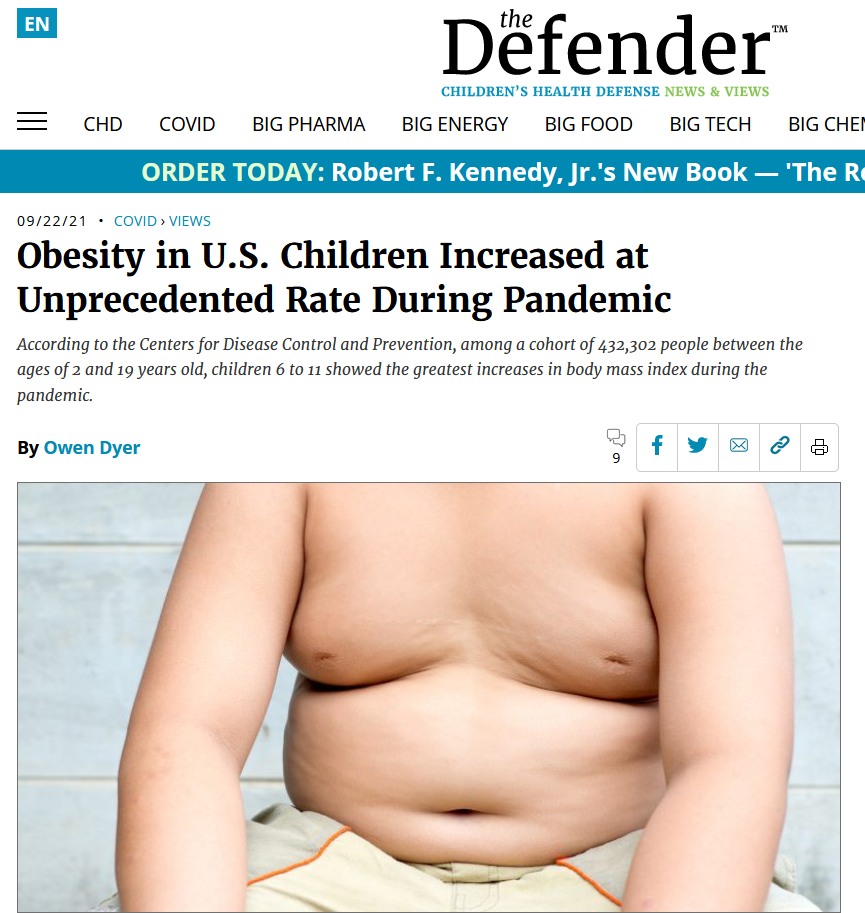 EN
the
Defender™
CHILDREN'S HEALTH DEFENSE NEWS & VIEWS
CHD COVID BIG PHARMA BIG ENERGY BIG FOOD BIG TECH BIG CHE
ORDER TODAY: Robert F. Kennedy, Jr.'s New Book — 'The R
09/22/21 • COVID › VIEWS
Obesity in U.S. Children Increased at
Unprecedented Rate During Pandemic
According to the Centers for Disease Control and Prevention, among a cohort of 432,302 people between the
ages of 2 and 19 years old, children 6 to 11 showed the greatest increases in body mass index during the
pandemic.
By Owen Dyer
9